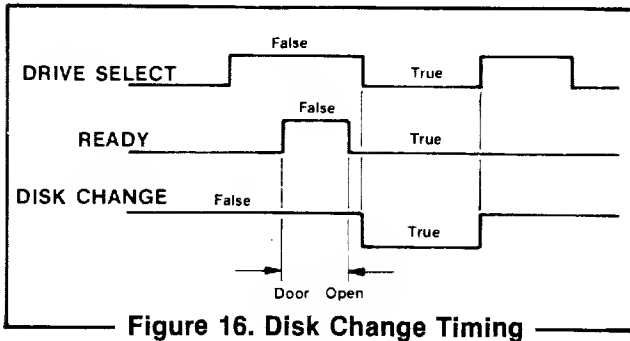 False
DRIVE SELECT
True
False
READY
True
DISK CHANGE
False
True
Door Open
Figure 16. Disk Change Timing